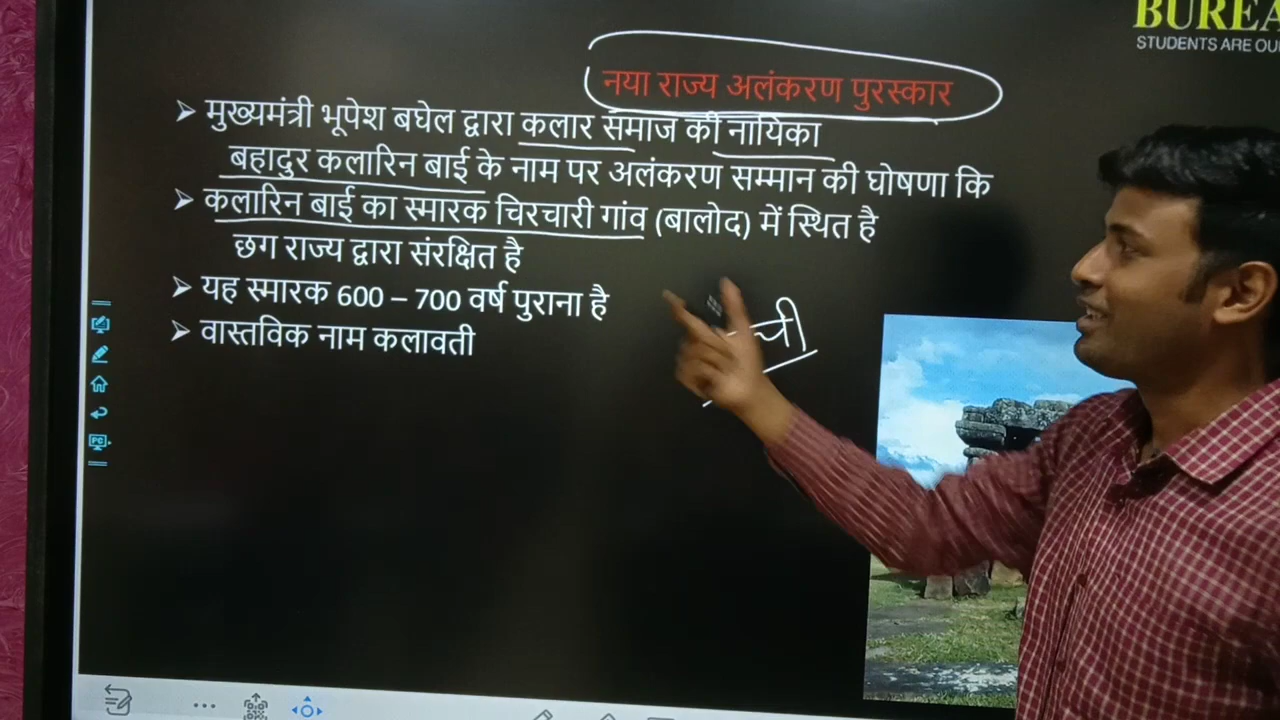 BUREA
STUDENTS ARE OU
नया राज्य अलंकरण पुरस्कार
➤ मुख्यमंत्री भूपेश बघेल द्वारा कलार समाज की नायिका
बहादुर कलारिन बाई के नाम पर अलंकरण सम्मान की घोषणा कि
➤ कलारिन बाई का स्मारक चिरचारी गांव (बालोद) में स्थित है
छग राज्य द्वारा संरक्षित है
➤ यह स्मारक 600 – 700 वर्ष पुराना है
➤ वास्तविक नाम कलावती
PC